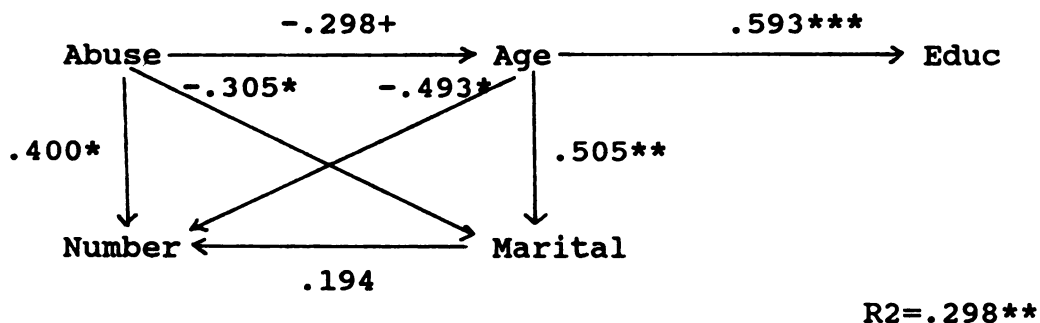 -.298+ .593***
Abuse Age Educ
-.305* -.493*
.400* .505**
Number Marital
.194
R2=.298**